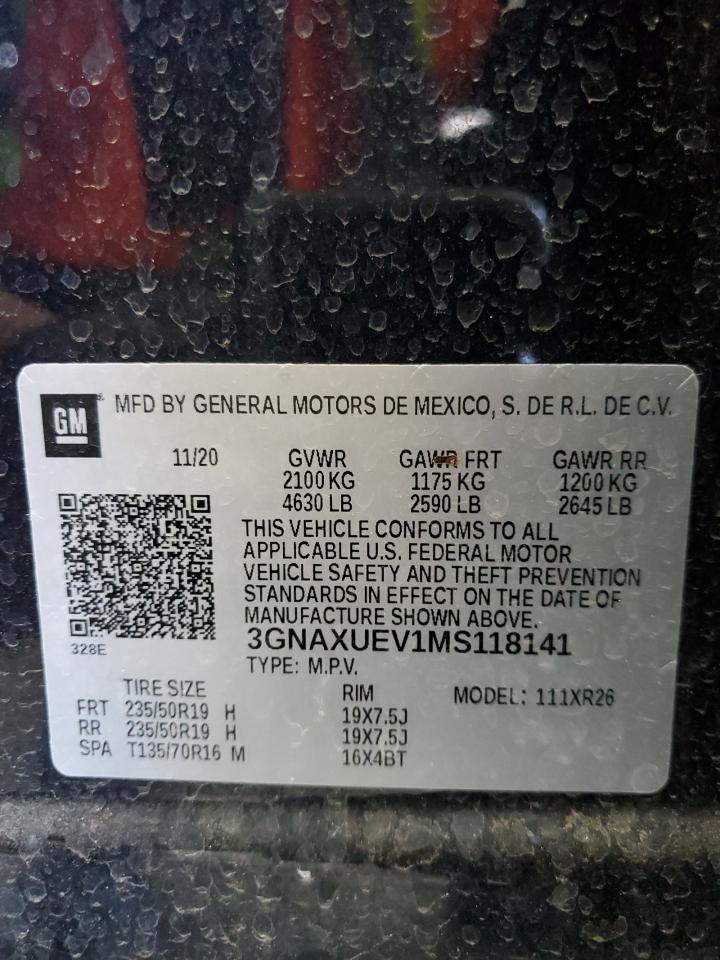 GM MFD BY GENERAL MOTORS DE MEXICO, S. DE R.L. DE C.V.
11/20 GVWR GAWR FRT GAWR RR
2100 KG 1175 KG 1200 KG
4630 LB 2590 LB 2645 LB
THIS VEHICLE CONFORMS TO ALL
APPLICABLE U.S. FEDERAL MOTOR
VEHICLE SAFETY AND THEFT PREVENTION
STANDARDS IN EFFECT ON THE DATE OF
MANUFACTURE SHOWN ABOVE.
328E 3GNAXUEV1MS118141
TYPE: M.P.V.
TIRE SIZE RIM MODEL: 111XR26
FRT 235/50R19 H 19X7.5J
RR 235/50R19 H 19X7.5J
SPA T135/70R16 M 16X4BT